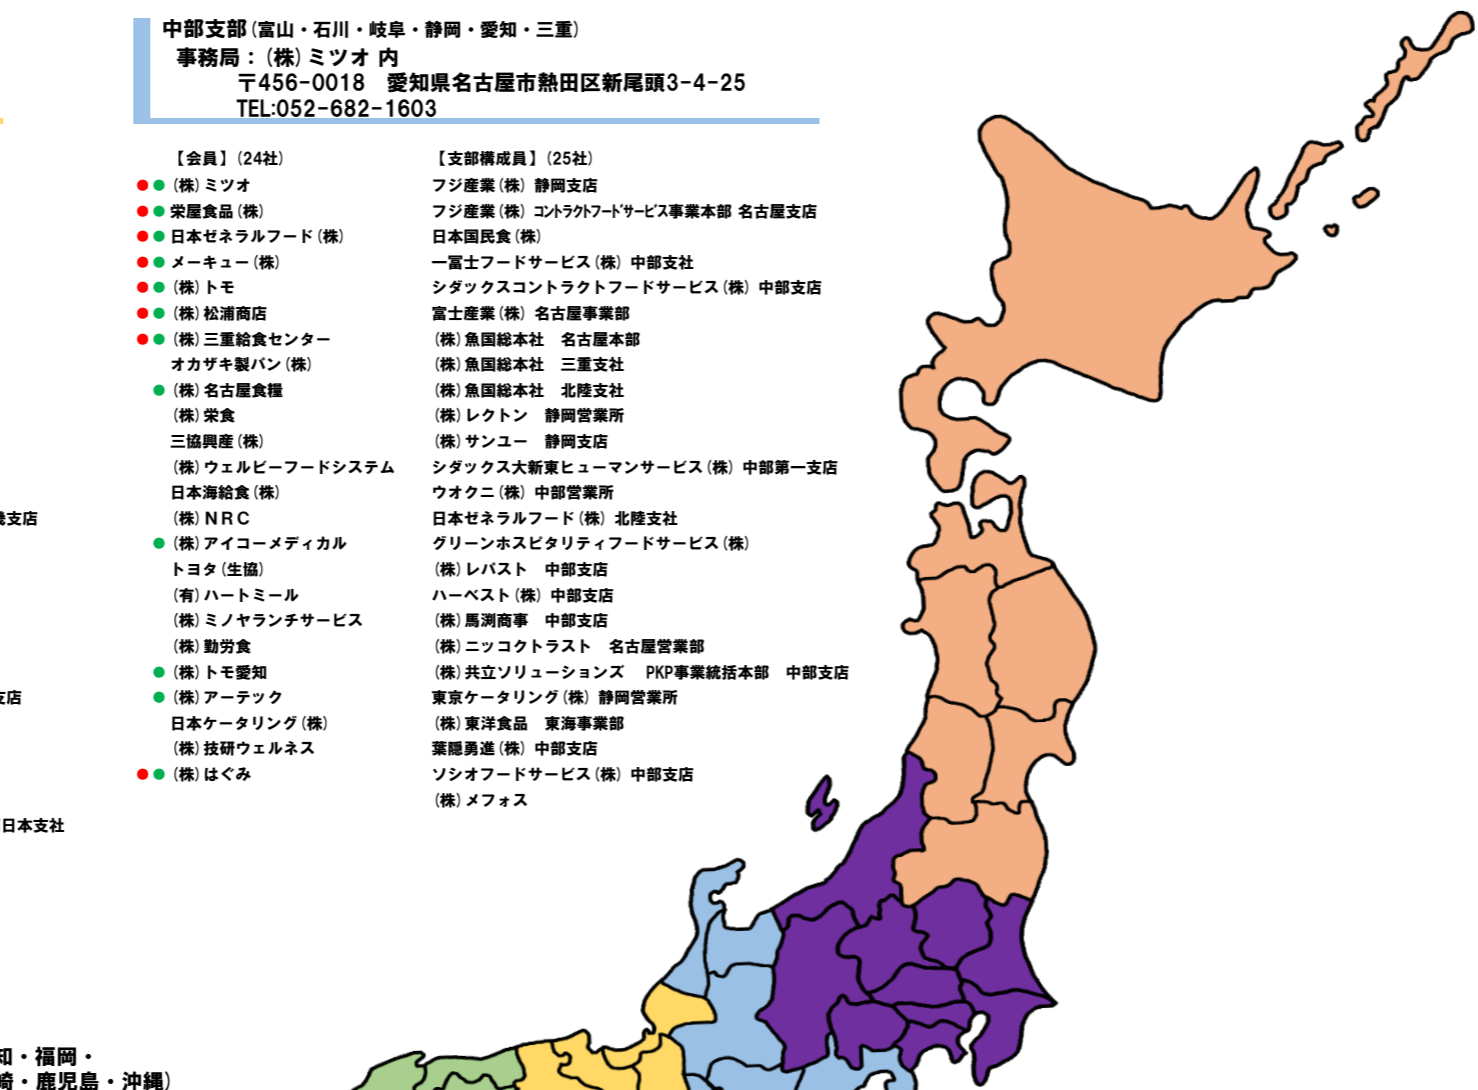 中部支部(富山・石川・岐阜・静岡・愛知・三重)
事務局：(株)ミツオ 内
〒456-0018　愛知県名古屋市熱田区新尾頭3-4-25
TEL:052-682-1603
【会員】(24社)
(株)ミツオ
栄屋食品(株)
日本ゼネラルフード(株)
メーキュー(株)
(株)トモ
(株)松浦商店
(株)三重給食センター
オカザキ製パン(株)
(株)名古屋食糧
(株)栄食
三協興産(株)
(株)ウェルビーフードシステム
日本海給食(株)
(株)ＮＲＣ
(株)アイコーメディカル
トヨタ(生協)
(有)ハートミール
(株)ミノヤランチサービス
(株)勤労食
(株)トモ愛知
(株)アーテック
日本ケータリング(株)
(株)技研ウェルネス
(株)はぐみ
【支部構成員】(25社)
フジ産業(株) 静岡支店
フジ産業(株) ｺﾝﾄﾗｸﾄﾌｰﾄﾞｻｰﾋﾞｽ事業本部 名古屋支店
日本国民食(株)
一冨士フードサービス(株) 中部支社
シダックスコントラクトフードサービス(株) 中部支店
富士産業(株) 名古屋事業部
(株)魚国総本社　名古屋本部
(株)魚国総本社　三重支社
(株)魚国総本社　北陸支社
(株)レクトン　静岡営業所
(株)サンユー　静岡支店
シダックス大新東ヒューマンサービス(株) 中部第一支店
ウオクニ(株) 中部営業所
日本ゼネラルフード(株) 北陸支社
グリーンホスピタリティフードサービス(株)
(株)レパスト　中部支店
ハーベスト(株) 中部支店
(株)馬渕商事　中部支店
(株)ニッコクトラスト　名古屋営業部
(株)共立ソリューションズ　PKP事業統括本部　中部支店
東京ケータリング(株) 静岡営業所
(株)東洋食品　東海事業部
葉隠勇進(株) 中部支店
ソシオフードサービス(株) 中部支店
(株)メフォス
支店
支店
日本支社
知・福岡・
崎・鹿児島・沖縄)